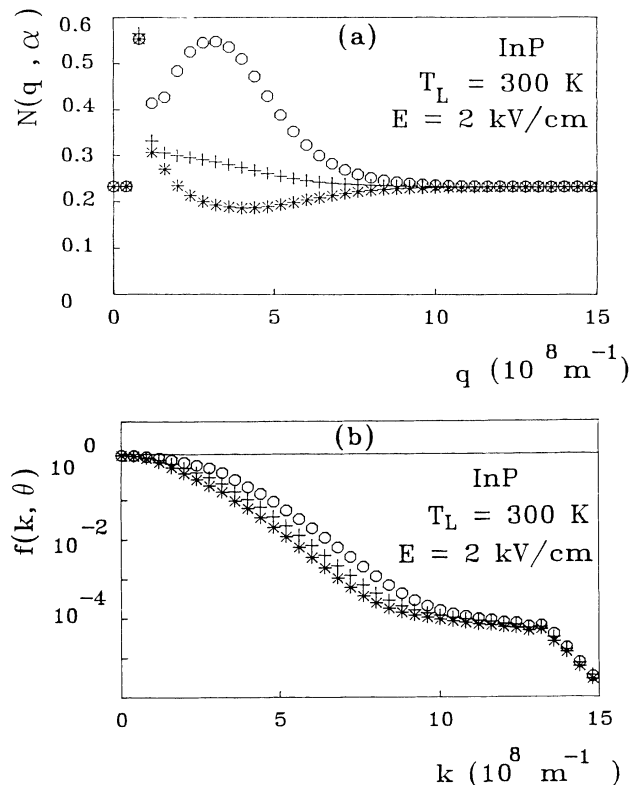 0.6
(a)
InP
T_L = 300 K
E = 2 kV/cm
N(q , α)
0.5
0.4
0.3
0.2
0.1
0
0 5 10 15
q (10^8 m^-1)
(b)
10^0
InP
T_L = 300 K
E = 2 kV/cm
f(k, θ)
10^-2
10^-4
0 5 10 15
k (10^8 m^-1)